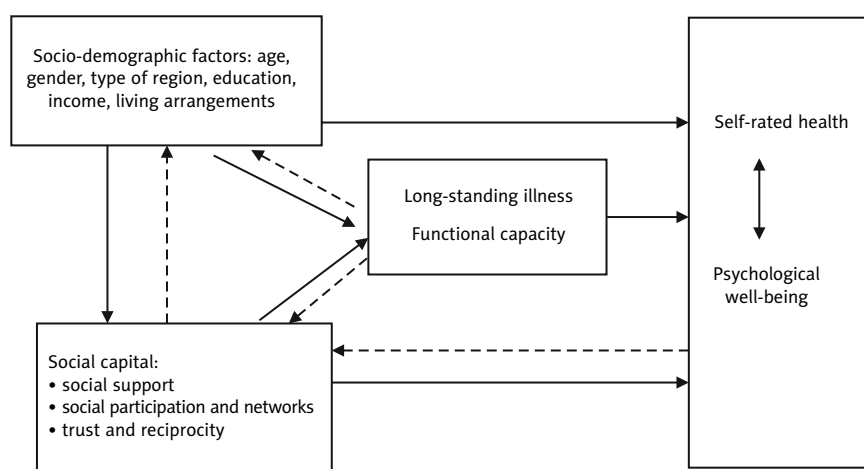 Socio-demographic factors: age,
gender, type of region, education,
income, living arrangements
Self-rated health
Long-standing illness
Functional capacity
Psychological
well-being
Social capital:
• social support
• social participation and networks
• trust and reciprocity